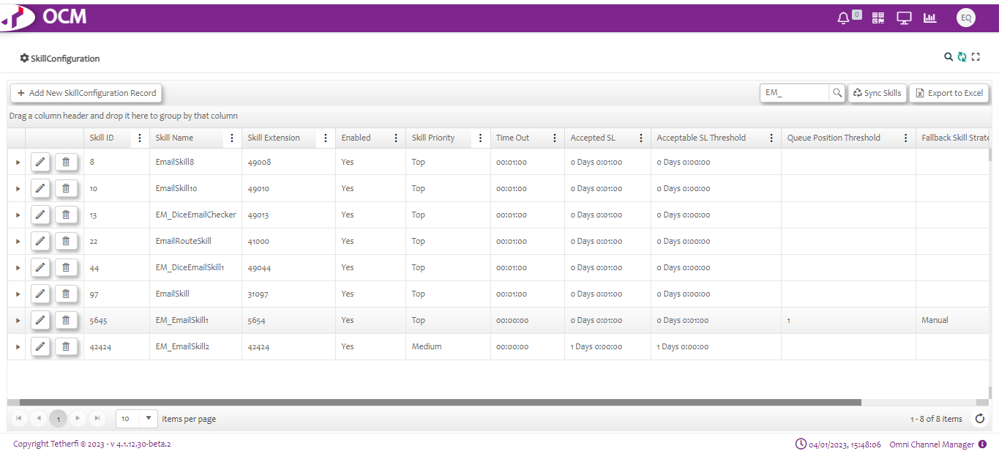 OCM
0
EQ
SkillConfiguration
+ Add New SkillConfiguration Record
EM_
Sync Skills
Export to Excel
Drag a column header and drop it here to group by that column
Skill ID Skill Name Skill Extension Enabled Skill Priority Time Out Accepted SL Acceptable SL Threshold Queue Position Threshold Fallback Skill Strate
8 EmailSkill8 49008 Yes Top 00:01:00 0 Days 0:01:00 0 Days 0:00:00
10 EmailSkill10 49010 Yes Top 00:01:00 0 Days 0:01:00 0 Days 0:00:00
13 EM_DiceEmailChecker 49013 Yes Top 00:01:00 0 Days 0:01:00 0 Days 0:00:00
22 EmailRouteSkill 41000 Yes Top 00:01:00 0 Days 0:01:00 0 Days 0:00:00
44 EM_DiceEmailSkill1 49044 Yes Top 00:01:00 0 Days 0:01:00 0 Days 0:00:00
97 EmailSkill 31097 Yes Top 00:01:00 0 Days 0:01:00 0 Days 0:00:00
5645 EM_EmailSkill1 5654 Yes Top 00:00:00 0 Days 0:01:00 0 Days 0:01:00 1 Manual
42424 EM_EmailSkill2 42424 Yes Medium 00:00:00 1 Days 0:00:00 1 Days 0:00:00
1 10 items per page 1 - 8 of 8 items
Copyright Tetherfi © 2023 - v 4.1.12.30-beta.2 04/01/2023, 15:48:06 Omni Channel Manager